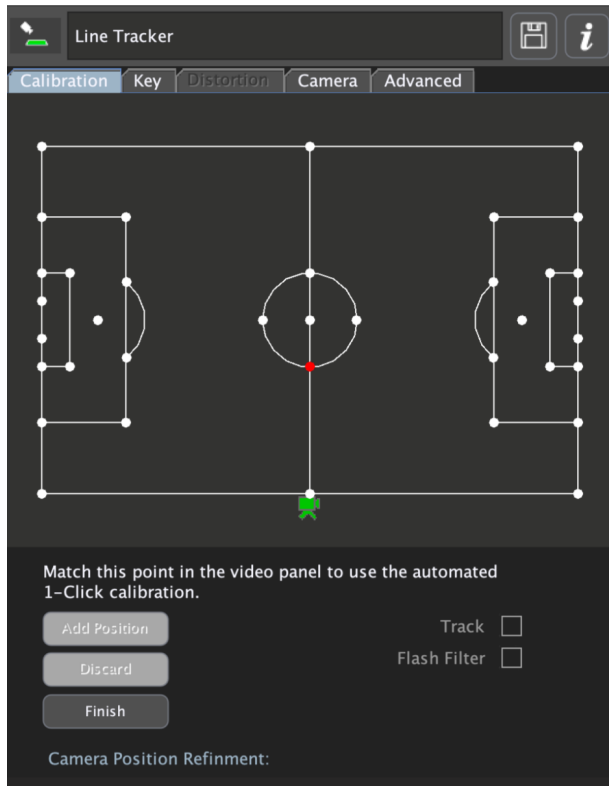 Line Tracker
i
Calibration Key Distortion Camera Advanced
Match this point in the video panel to use the automated
1-Click calibration.
Add Position
Track
Discard
Flash Filter
Finish
Camera Position Refinment: